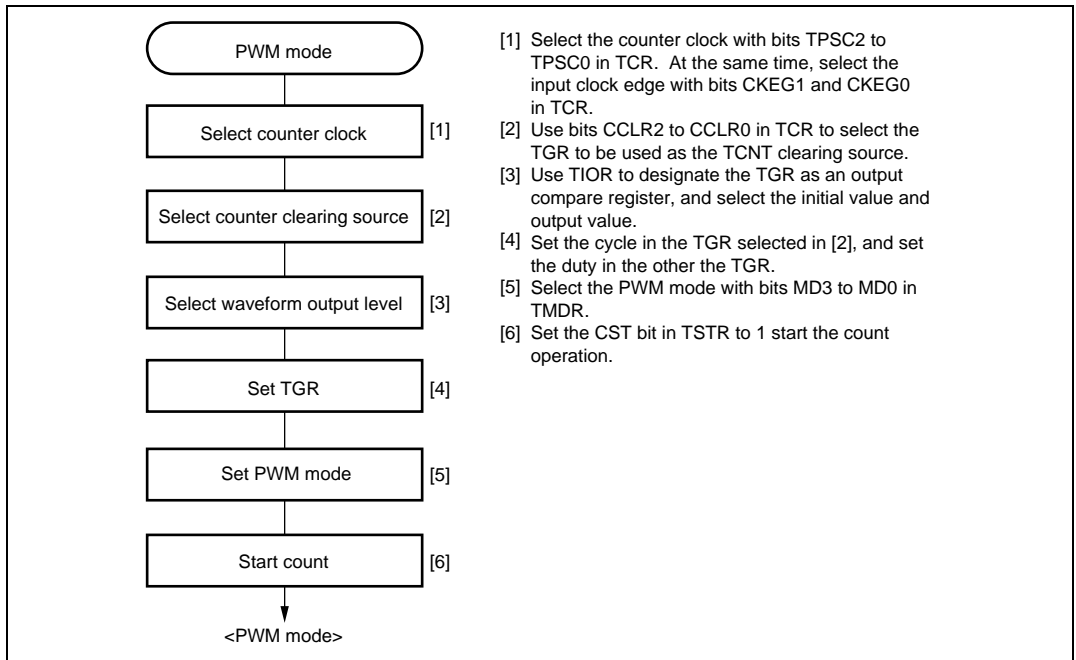 PWM mode
Select counter clock [1]
Select counter clearing source [2]
Select waveform output level [3]
Set TGR [4]
Set PWM mode [5]
Start count [6]
<PWM mode>
[1] Select the counter clock with bits TPSC2 to
TPSC0 in TCR. At the same time, select the
input clock edge with bits CKEG1 and CKEG0
in TCR.
[2] Use bits CCLR2 to CCLR0 in TCR to select the
TGR to be used as the TCNT clearing source.
[3] Use TIOR to designate the TGR as an output
compare register, and select the initial value and
output value.
[4] Set the cycle in the TGR selected in [2], and set
the duty in the other the TGR.
[5] Select the PWM mode with bits MD3 to MD0 in
TMDR.
[6] Set the CST bit in TSTR to 1 start the count
operation.